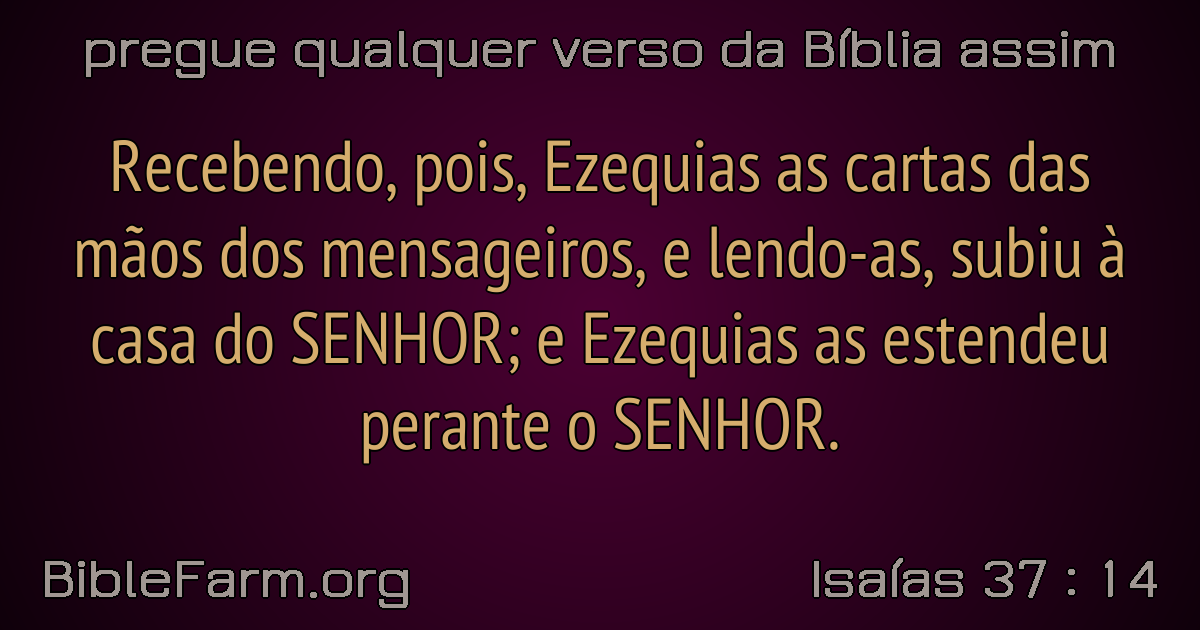 pregue qualquer verso da Bíblia assim
Recebendo, pois, Ezequias as cartas das
mãos dos mensageiros, e lendo-as, subiu à
casa do SENHOR; e Ezequias as estendeu
perante o SENHOR.
BibleFarm.org
Isaías 37 : 14